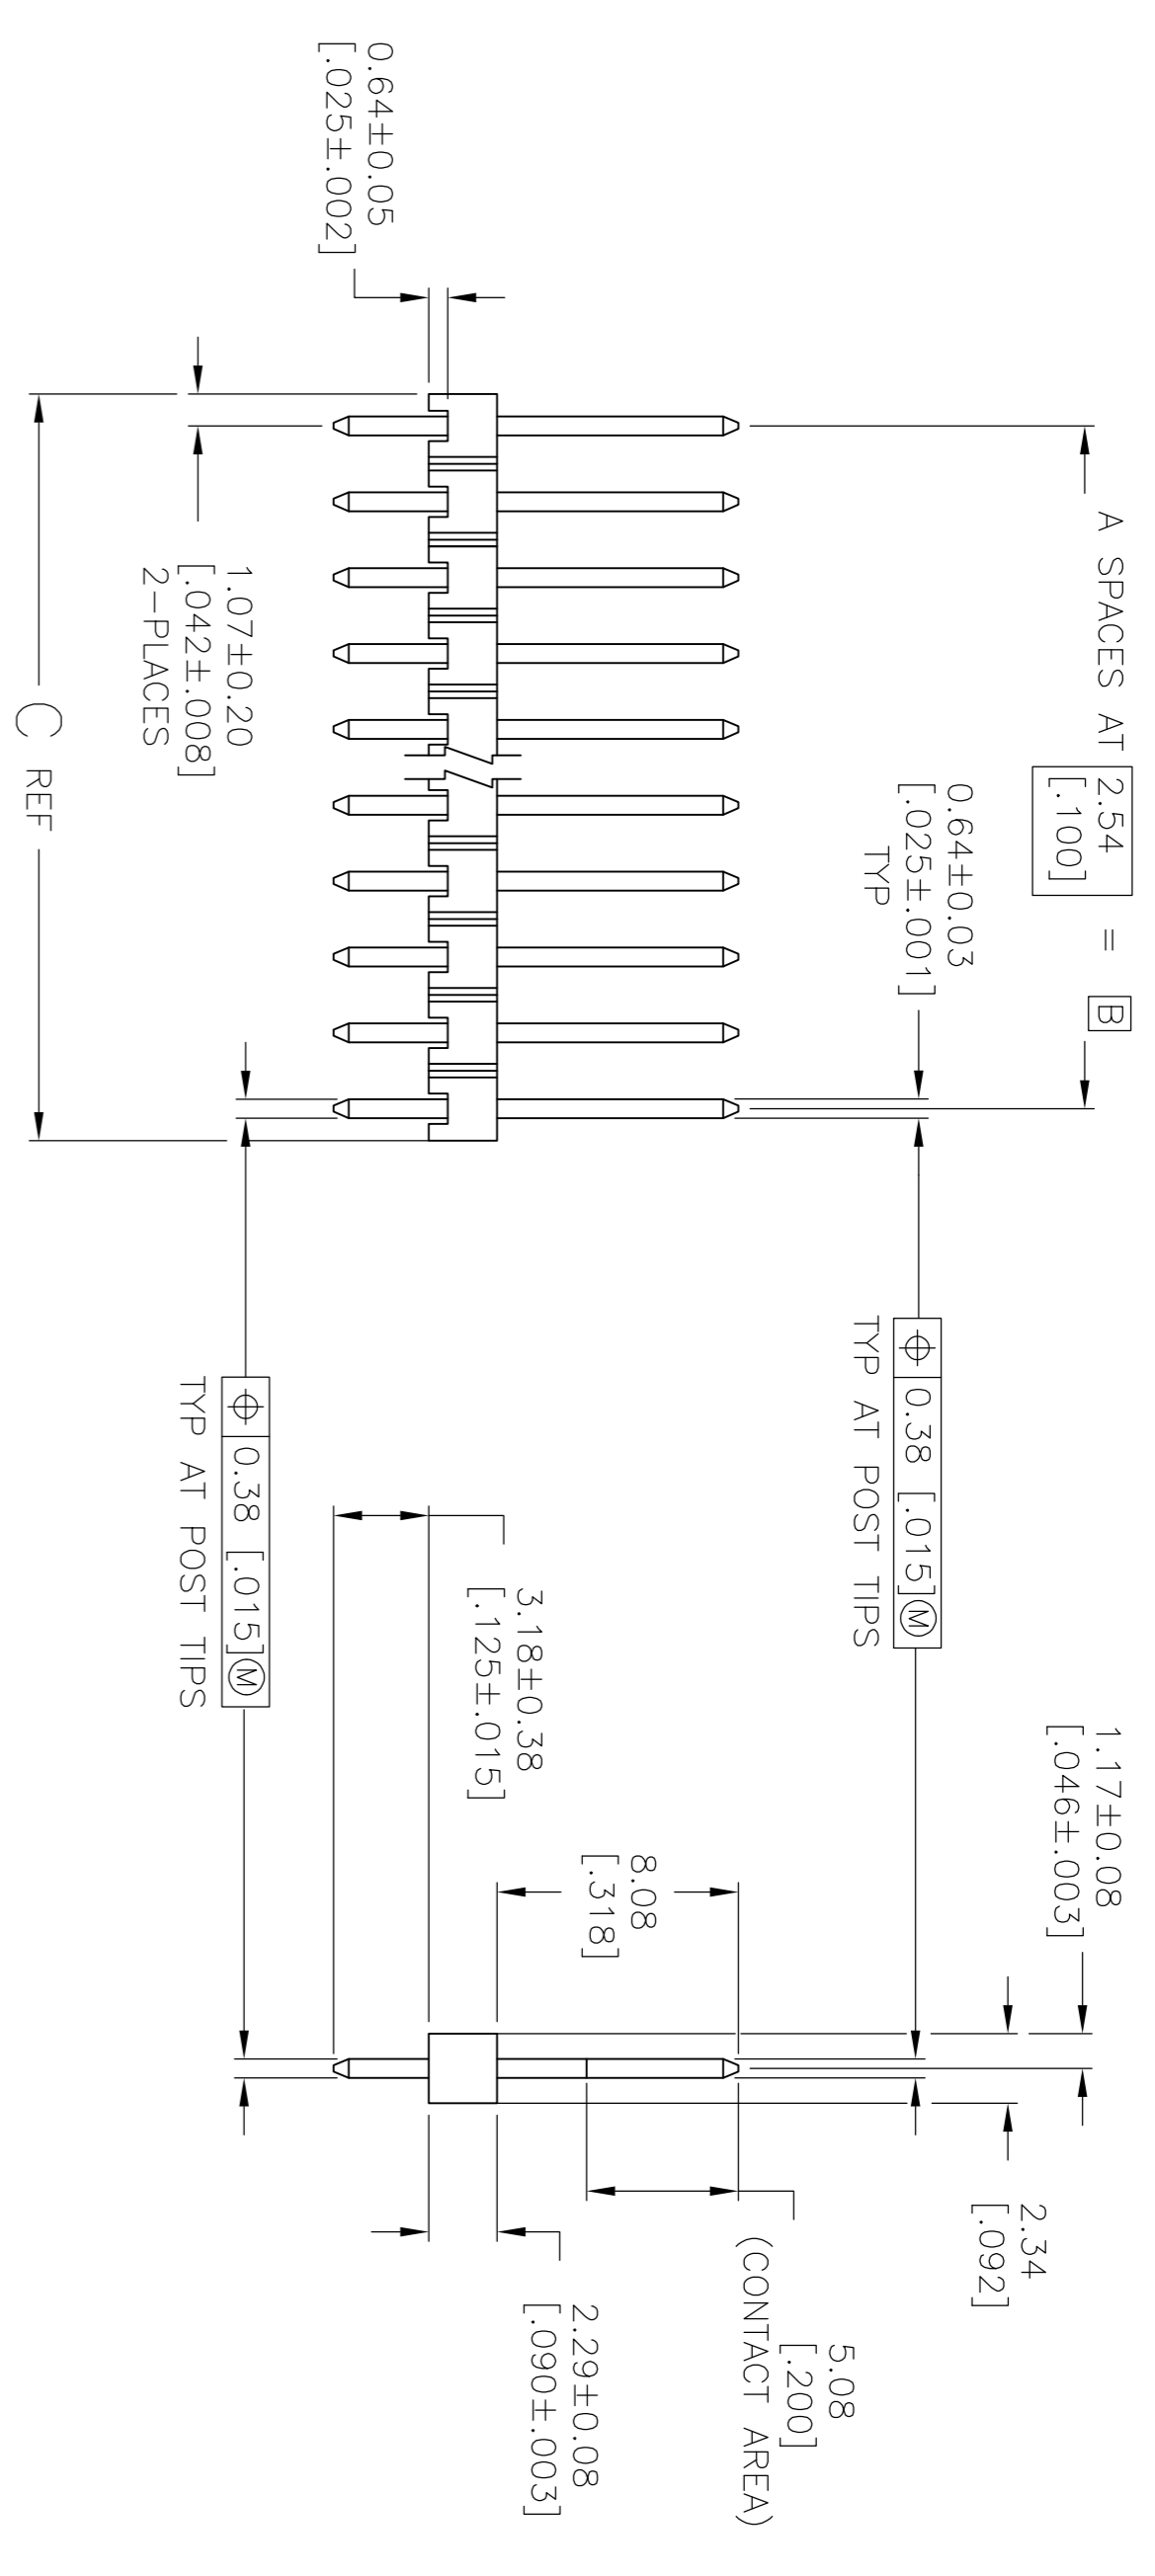 A SPACES AT 2.54 = B
[.100]
0.64±0.03
[.025±.001]
TYP
0.64±0.05
[.025±.002]
1.07±0.20
[.042±.008]
2-PLACES
C REF
⌖ 0.38 [.015]Ⓜ
TYP AT POST TIPS
⌖ 0.38 [.015]Ⓜ
TYP AT POST TIPS
1.17±0.08
[.046±.003]
2.34
[.092]
8.08
[.318]
3.18±0.38
[.125±.015]
5.08
[.200]
(CONTACT AREA)
2.29±0.08
[.090±.003]